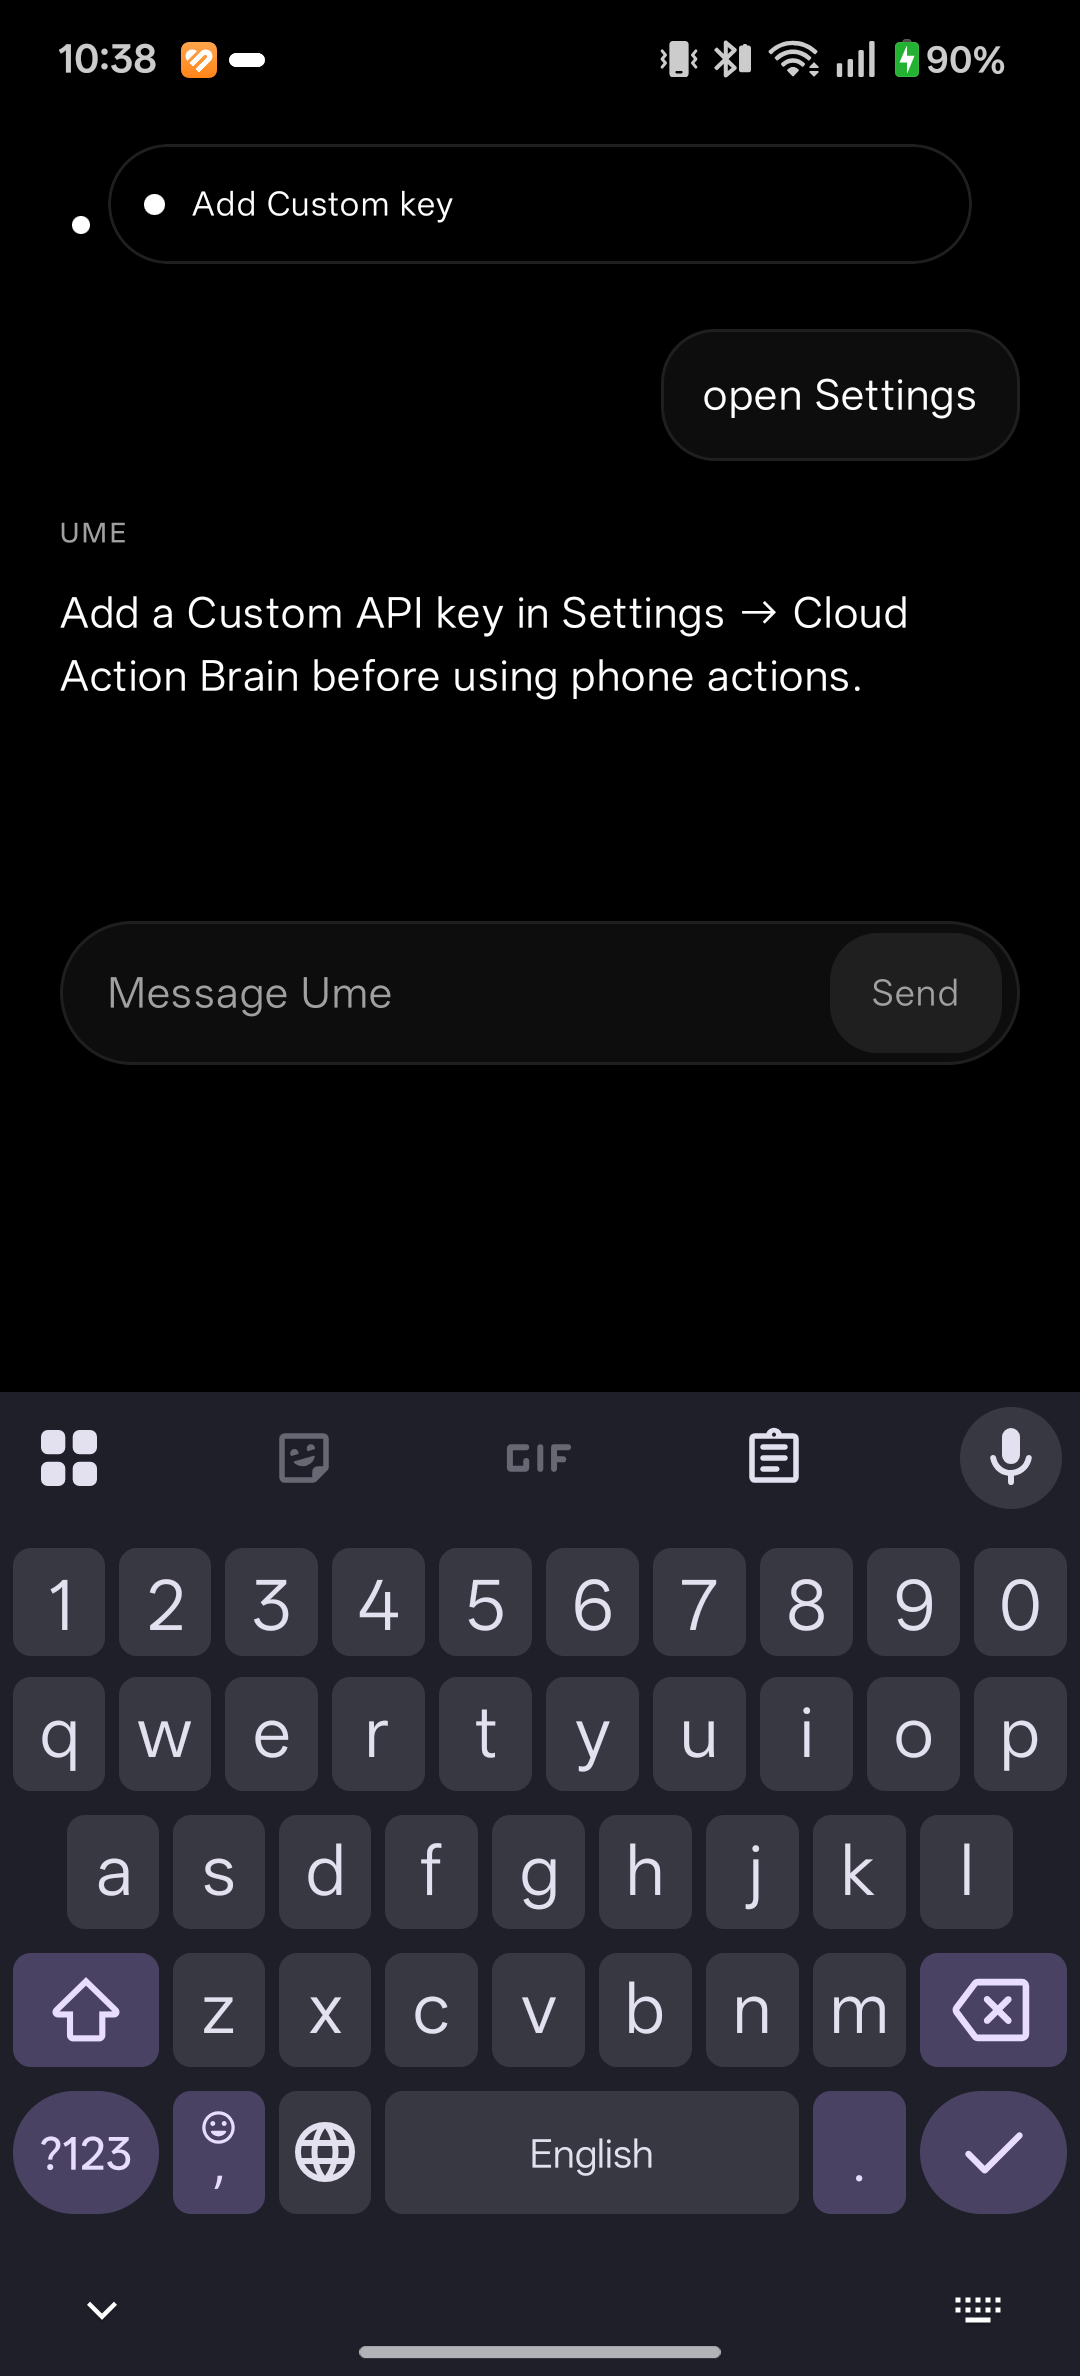 10:38 90%
Add Custom key
open Settings
UME
Add a Custom API key in Settings → Cloud
Action Brain before using phone actions.
Message Ume Send
GIF
1 2 3 4 5 6 7 8 9 0
q w e r t y u i o p
a s d f g h j k l
z x c v b n m
?123 , English .